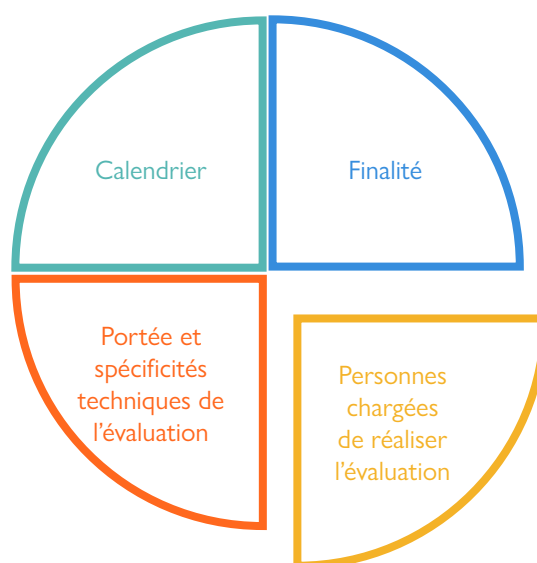 Calendrier
Finalité
Portée et
spécificités
techniques de
l’évaluation
Personnes
chargées
de réaliser
l’évaluation